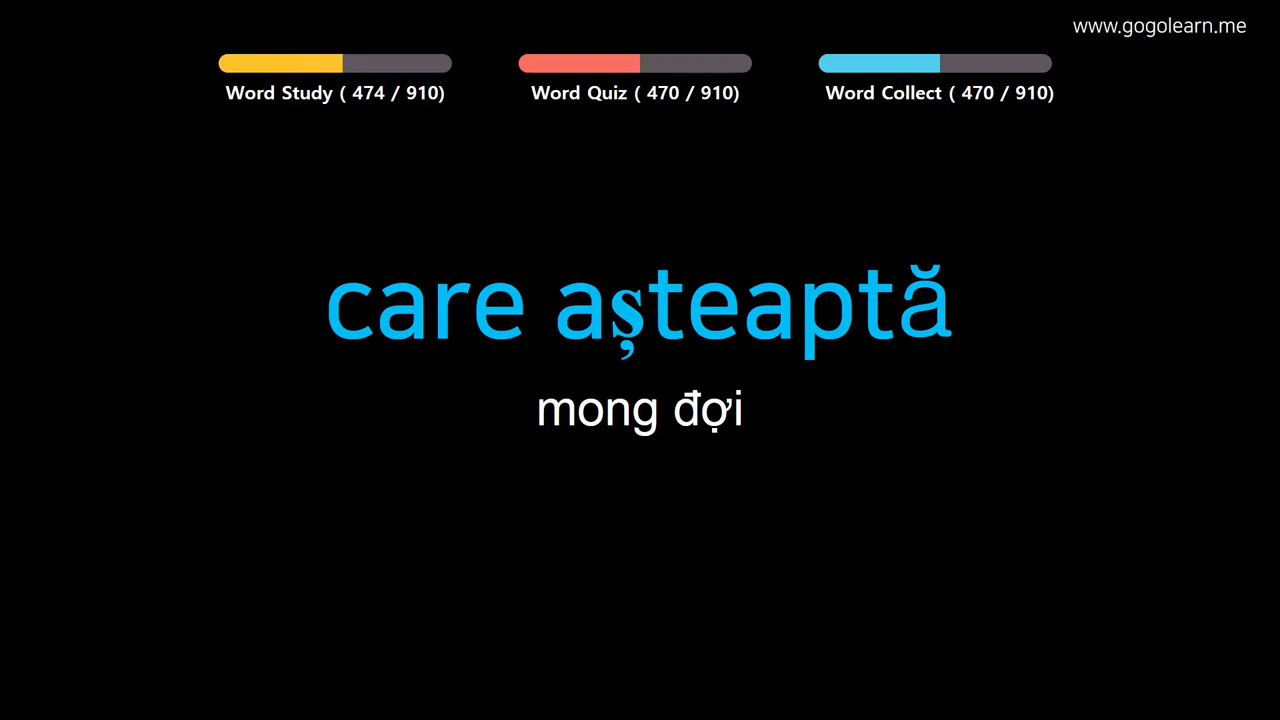 www.gogolearn.me
Word Study ( 474 / 910)
Word Quiz ( 470 / 910)
Word Collect ( 470 / 910)
care așteaptă
mong đợi